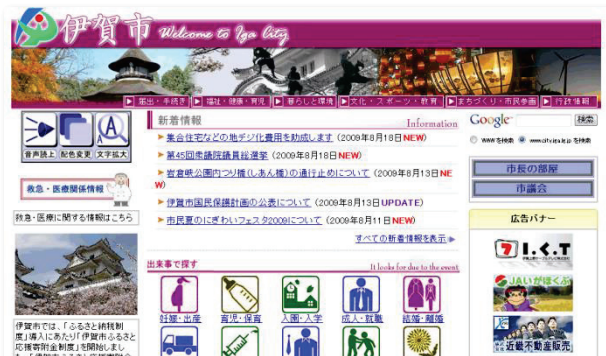 伊賀市 Welcome to Iga City
届出・手続き 福祉・健康・育児 暮らしと環境 文化・スポーツ・教育 まちづくり・市民参画 行政情報
音声読上 配色変更 文字拡大
救急・医療関係情報
救急・医療に関する情報はこちら
伊賀市では、「ふるさと納税制
度」導入にあたり「伊賀市ふるさと
応援寄附金制度」を開始しまし
新着情報 Information
集合住宅などの地デジ化費用を助成します (2009年8月18日NEW)
第45回衆議院議員総選挙 (2009年8月18日NEW)
岩倉峡公園内つり橋(しあん橋)の通行止めについて (2009年8月13日NE
W)
伊賀市国民保護計画の公表について (2009年8月13日UPDATE)
市民夏のにぎわいフェスタ2009について (2009年8月11日NEW)
すべての新着情報を表示
出来事で探す It looks for due to the event
妊娠・出産 育児・保育 入園・入学 成人・就職 結婚・離婚
Google 検索
WWW を検索 www.city.iga.lg.jp を検索
市長の部屋
市議会
広告バナー
I.C.T
JAいがほくぶ
近畿不動産販売